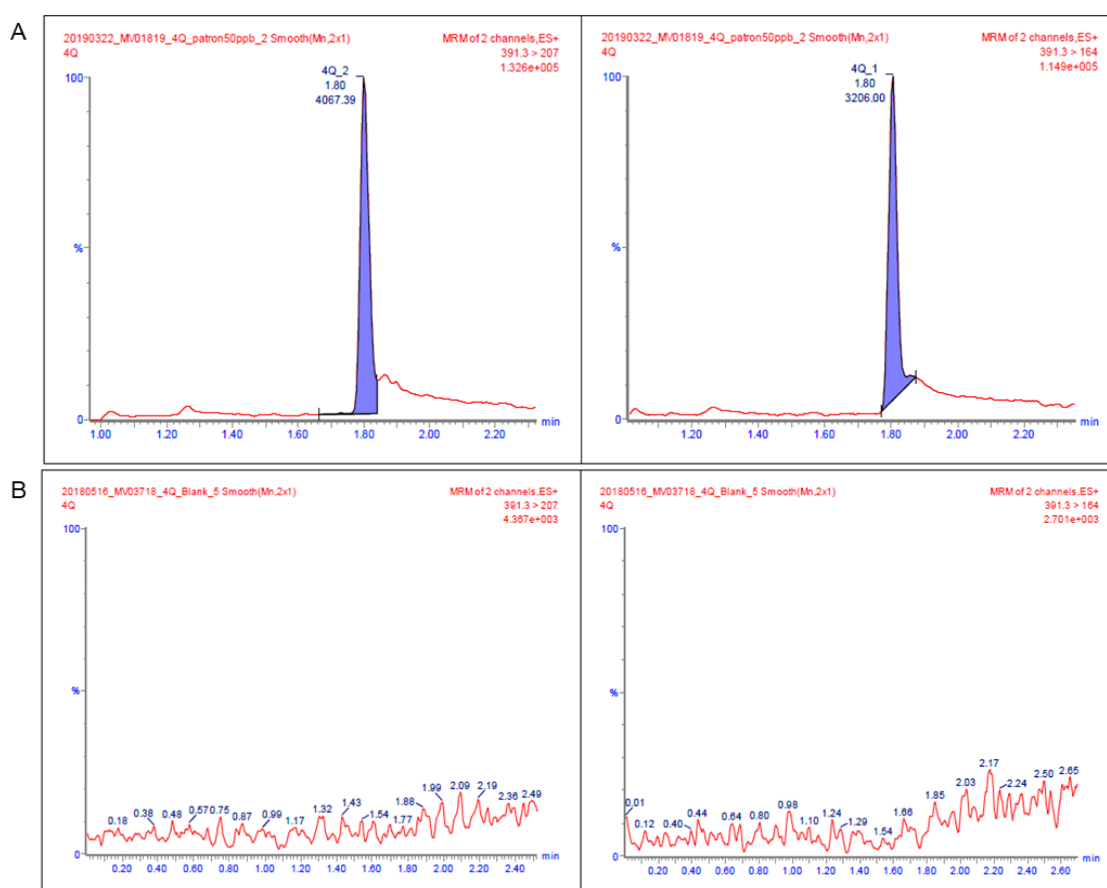 A
20190322_MV01819_4Q_patron50ppb_2 Smooth(Mn,2x1)
4Q
MRM of 2 channels,ES+
391.3 > 207
1.326e+005
4Q_2
1.80
4067.39
100
%
0
1.00 1.20 1.40 1.60 1.80 2.00 2.20
min
20190322_MV01819_4Q_patron50ppb_2 Smooth(Mn,2x1)
4Q
MRM of 2 channels,ES+
391.3 > 164
1.149e+005
4Q_1
1.80
3206.00
100
%
0
1.20 1.40 1.60 1.80 2.00 2.20
min
B
20180516_MV03718_4Q_Blank_5 Smooth(Mn,2x1)
4Q
MRM of 2 channels,ES+
391.3 > 207
4.367e+003
100
%
0
0.18 0.38 0.48 0.57 0.75 0.87 0.99 1.17 1.32 1.43 1.54 1.77 1.88 1.99 2.09 2.19 2.36 2.49
0.20 0.40 0.60 0.80 1.00 1.20 1.40 1.60 1.80 2.00 2.20 2.40
min
20180516_MV03718_4Q_Blank_5 Smooth(Mn,2x1)
4Q
MRM of 2 channels,ES+
391.3 > 164
2.701e+003
100
%
0
0.01 0.12 0.40 0.44 0.64 0.80 0.98 1.10 1.24 1.29 1.54 1.66 1.85 2.03 2.17 2.24 2.50 2.65
0.20 0.40 0.60 0.80 1.00 1.20 1.40 1.60 1.80 2.00 2.20 2.40 2.60
min